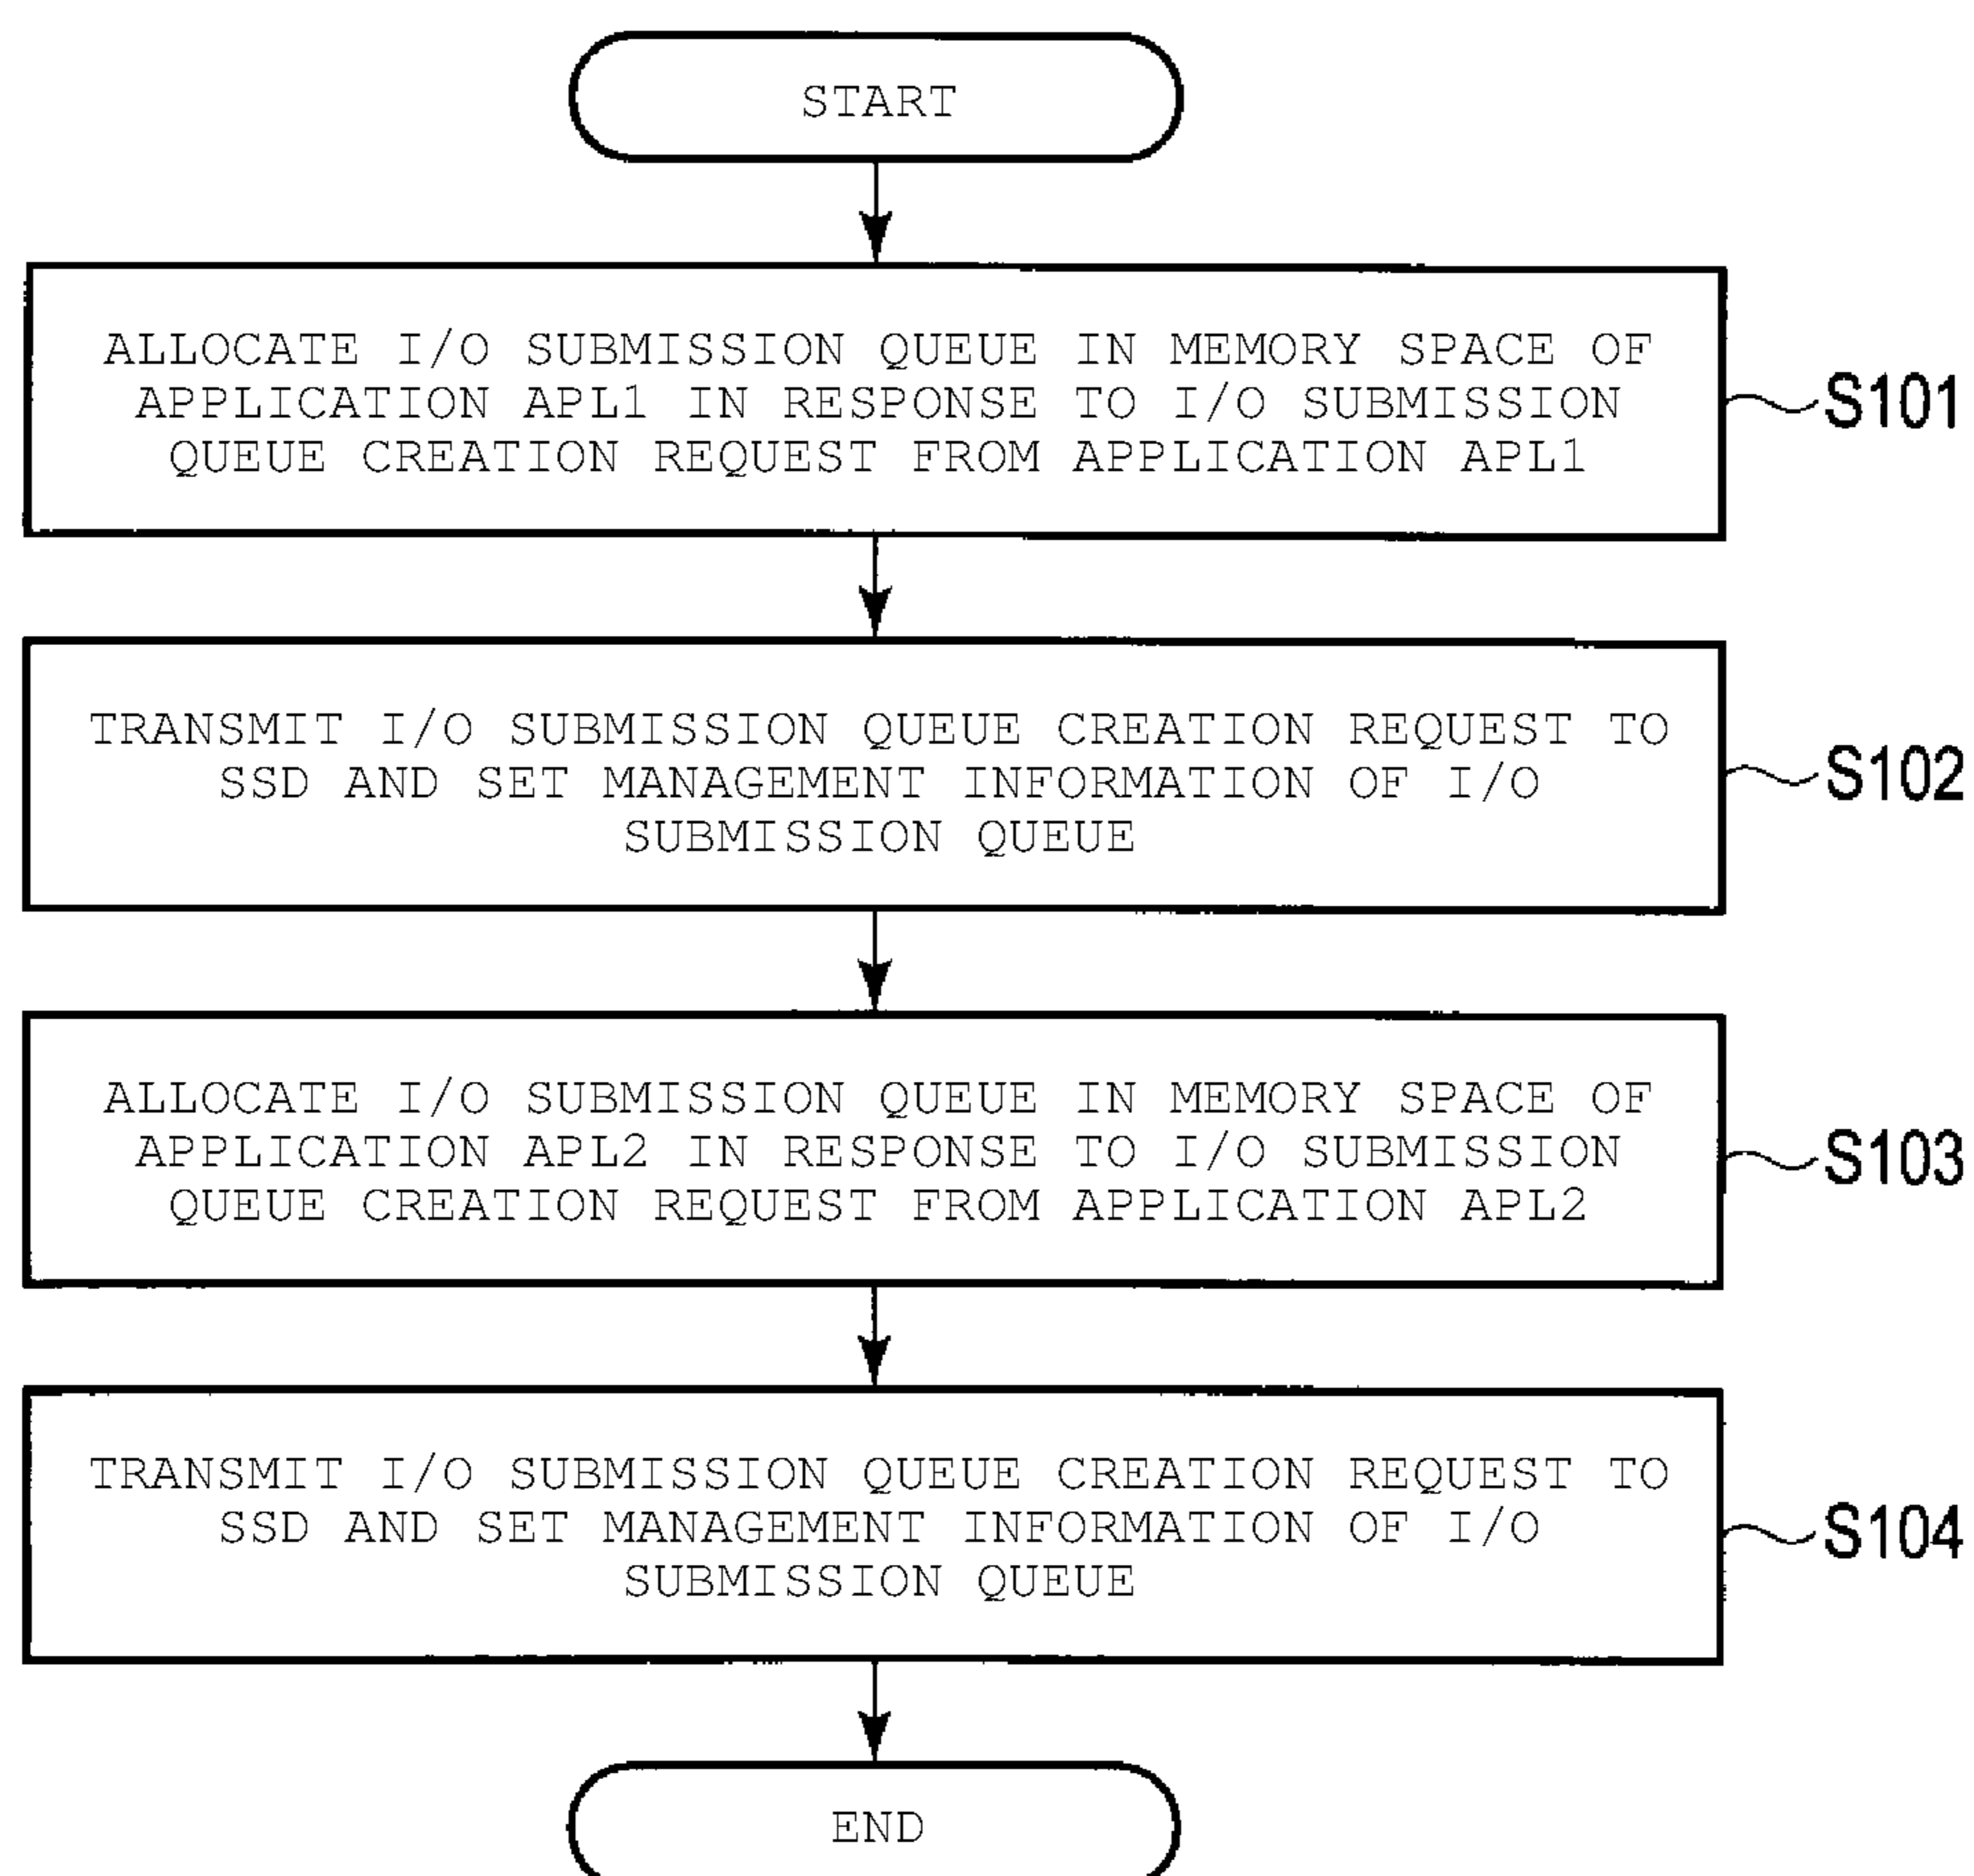 START
ALLOCATE I/O SUBMISSION QUEUE IN MEMORY SPACE OF
APPLICATION APL1 IN RESPONSE TO I/O SUBMISSION
QUEUE CREATION REQUEST FROM APPLICATION APL1
S101
TRANSMIT I/O SUBMISSION QUEUE CREATION REQUEST TO
SSD AND SET MANAGEMENT INFORMATION OF I/O
SUBMISSION QUEUE
S102
ALLOCATE I/O SUBMISSION QUEUE IN MEMORY SPACE OF
APPLICATION APL2 IN RESPONSE TO I/O SUBMISSION
QUEUE CREATION REQUEST FROM APPLICATION APL2
S103
TRANSMIT I/O SUBMISSION QUEUE CREATION REQUEST TO
SSD AND SET MANAGEMENT INFORMATION OF I/O
SUBMISSION QUEUE
S104
END